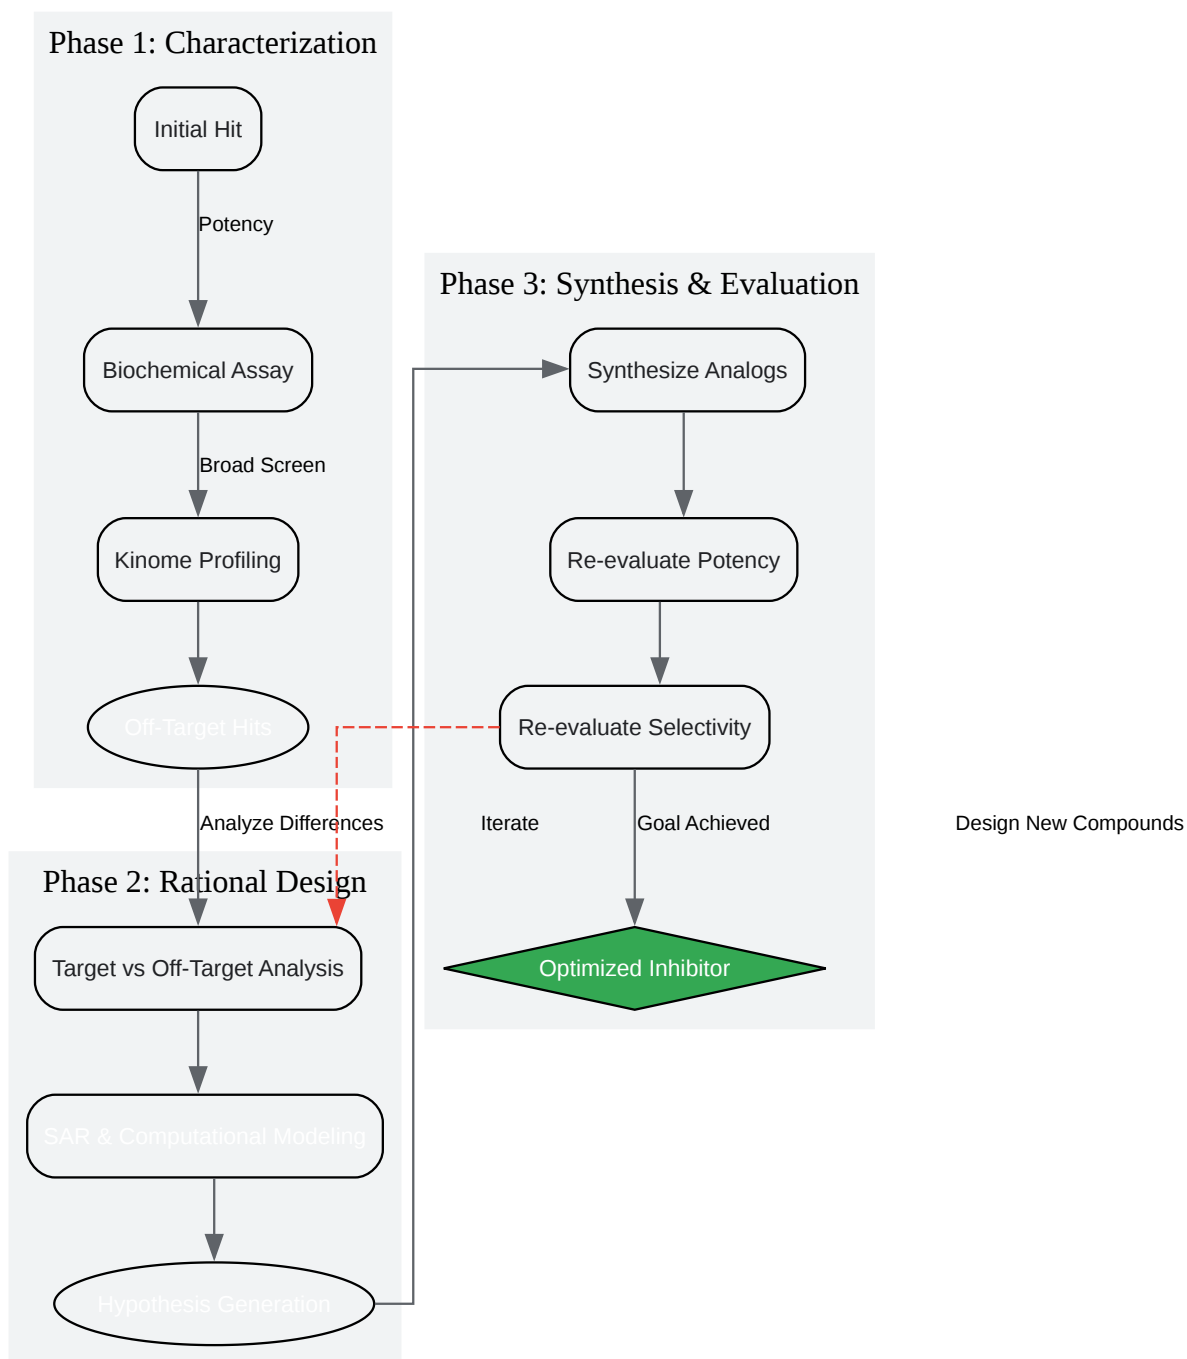 Phase 1: Characterization
Initial Hit
Potency
Biochemical Assay
Broad Screen
Kinome Profiling
Off-Target Hits
Analyze Differences
Phase 2: Rational Design
Target vs Off-Target Analysis
SAR & Computational Modeling
Hypothesis Generation
Phase 3: Synthesis & Evaluation
Synthesize Analogs
Re-evaluate Potency
Re-evaluate Selectivity
Iterate
Goal Achieved
Design New Compounds
Optimized Inhibitor